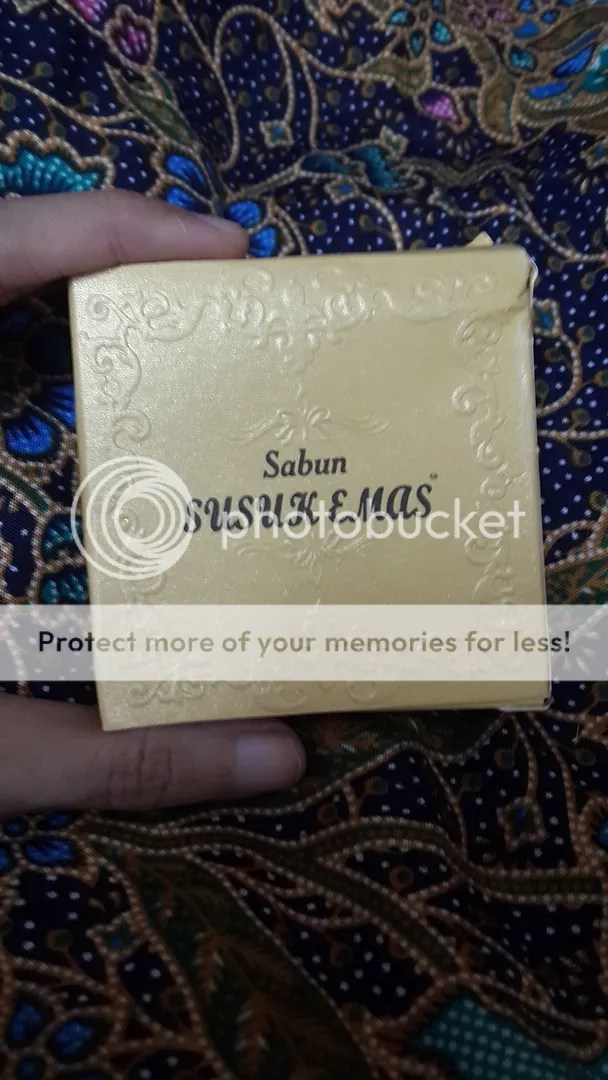 Sabun
SUSUK EMAS
photobucket
Protect more of your memories for less!